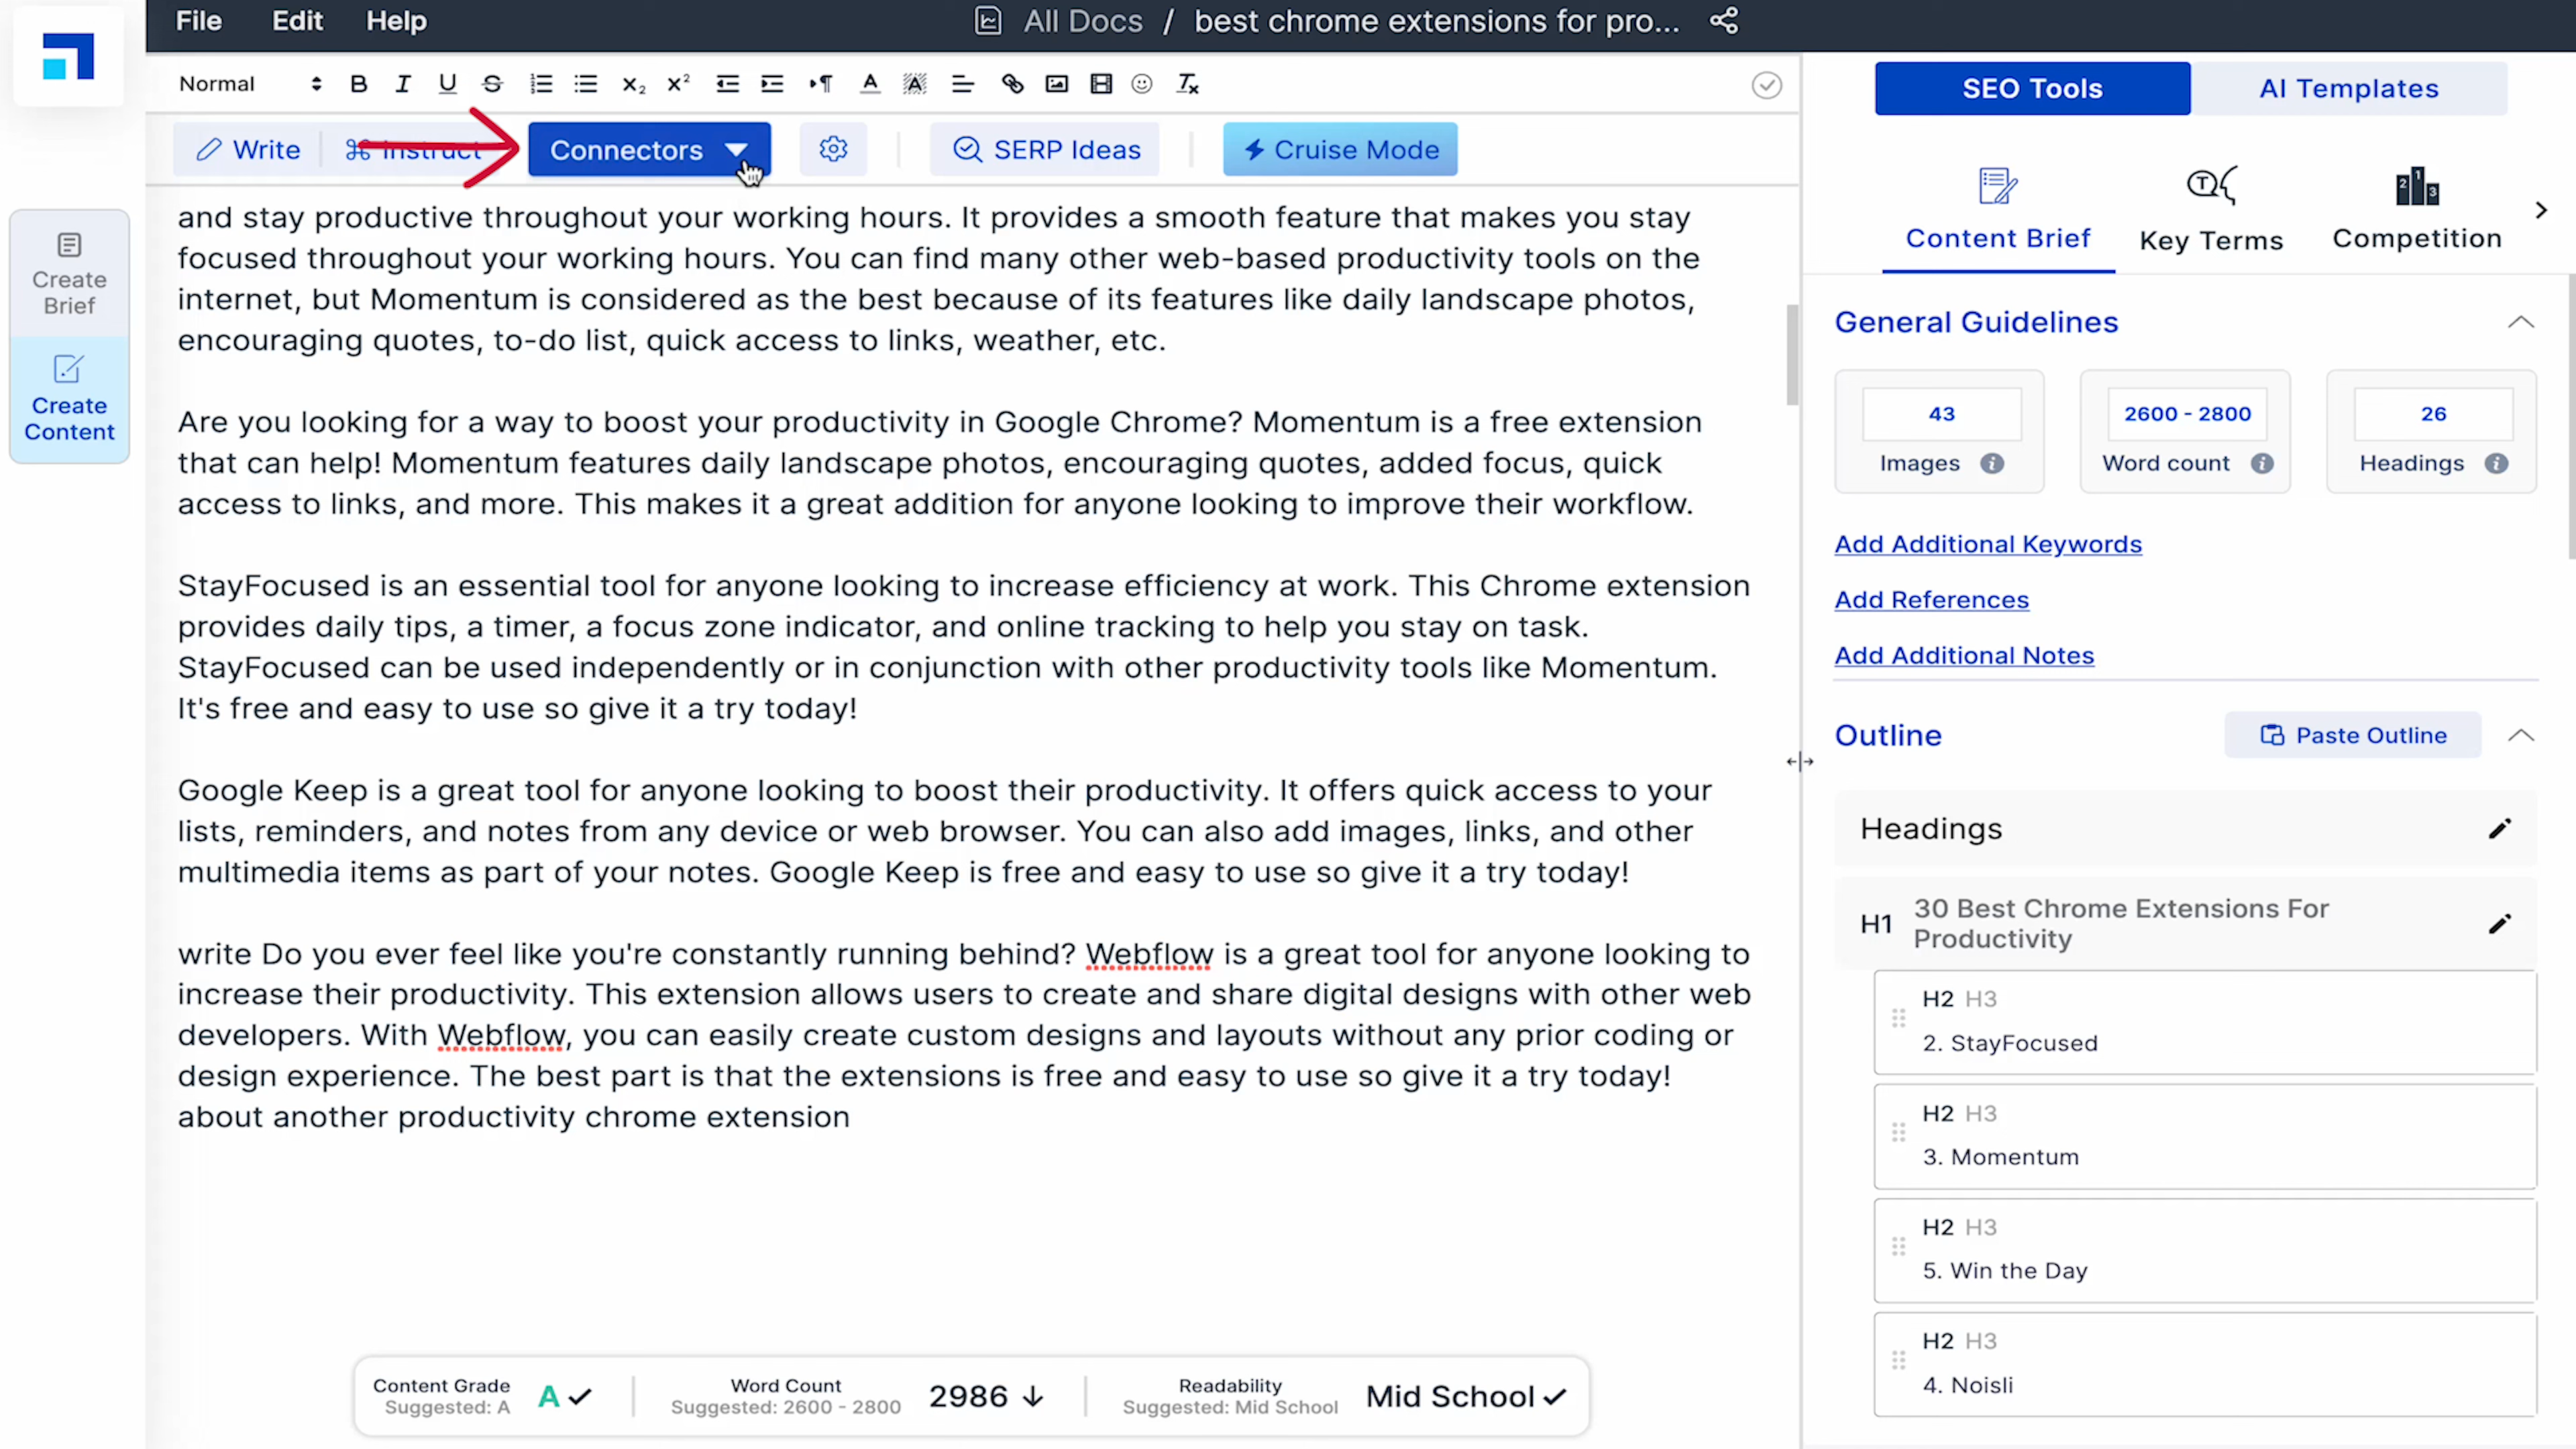 File Edit Help
All Docs / best chrome extensions for pro...
Normal
Write Instruct Connectors SERP Ideas Cruise Mode
Create
Brief
Create
Content
and stay productive throughout your working hours. It provides a smooth feature that makes you stay
focused throughout your working hours. You can find many other web-based productivity tools on the
internet, but Momentum is considered as the best because of its features like daily landscape photos,
encouraging quotes, to-do list, quick access to links, weather, etc.
Are you looking for a way to boost your productivity in Google Chrome? Momentum is a free extension
that can help! Momentum features daily landscape photos, encouraging quotes, added focus, quick
access to links, and more. This makes it a great addition for anyone looking to improve their workflow.
StayFocused is an essential tool for anyone looking to increase efficiency at work. This Chrome extension
provides daily tips, a timer, a focus zone indicator, and online tracking to help you stay on task.
StayFocused can be used independently or in conjunction with other productivity tools like Momentum.
It's free and easy to use so give it a try today!
Google Keep is a great tool for anyone looking to boost their productivity. It offers quick access to your
lists, reminders, and notes from any device or web browser. You can also add images, links, and other
multimedia items as part of your notes. Google Keep is free and easy to use so give it a try today!
write Do you ever feel like you're constantly running behind? Webflow is a great tool for anyone looking to
increase their productivity. This extension allows users to create and share digital designs with other web
developers. With Webflow, you can easily create custom designs and layouts without any prior coding or
design experience. The best part is that the extensions is free and easy to use so give it a try today!
about another productivity chrome extension
Content Grade
Suggested: A
A
Word Count
Suggested: 2600 - 2800
2986
Readability
Suggested: Mid School
Mid School
SEO Tools AI Templates
Content Brief Key Terms Competition
General Guidelines
43 2600 - 2800 26
Images Word count Headings
Add Additional Keywords
Add References
Add Additional Notes
Outline Paste Outline
Headings
H1 30 Best Chrome Extensions For
Productivity
H2 H3
2. StayFocused
H2 H3
3. Momentum
H2 H3
5. Win the Day
H2 H3
4. Noisli